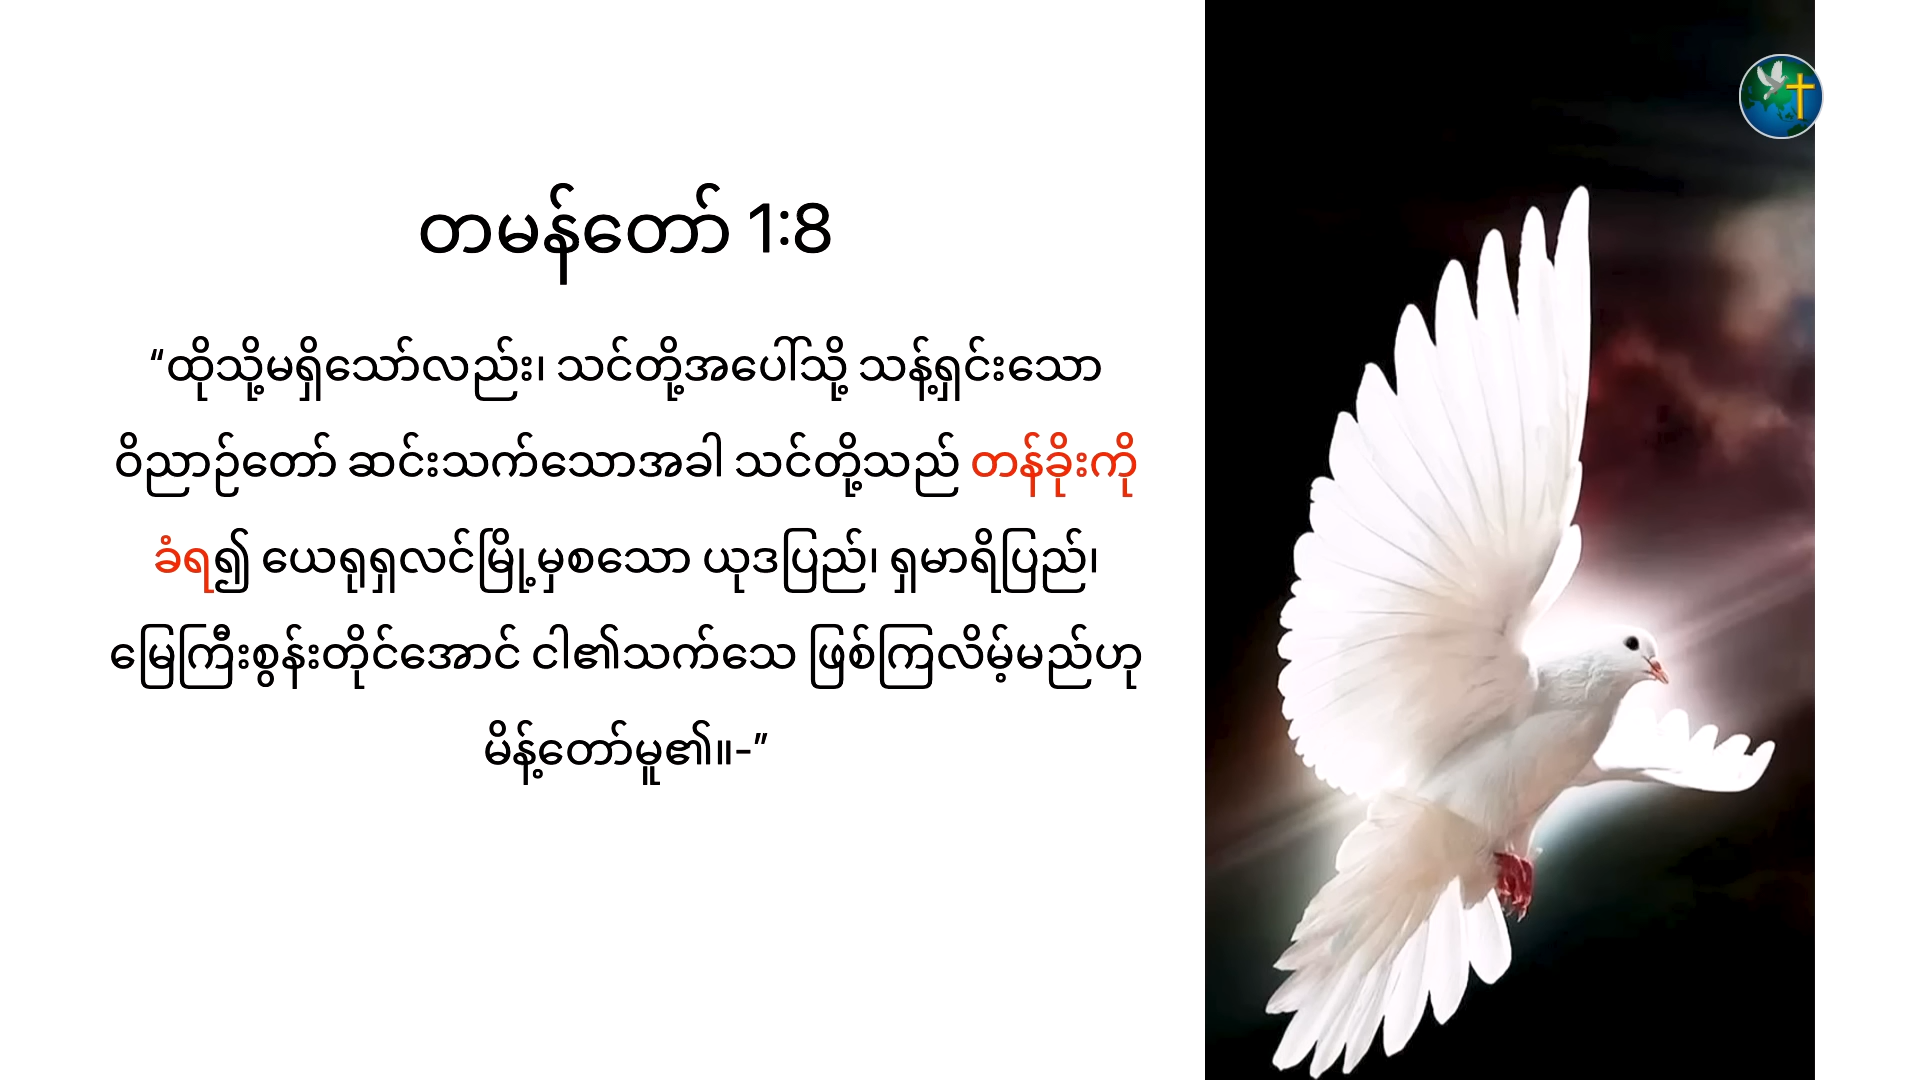 တမန်တော် 1:8
“ထိုသို့မရှိသော်လည်း၊ သင်တို့အပေါ်သို့ သန့်ရှင်းသော
ဝိညာဉ်တော် ဆင်းသက်သောအခါ သင်တို့သည် တန်ခိုးကို
ခံရ၍ ယေရုရှလင်မြို့မှစသော ယုဒပြည်၊ ရှမာရိပြည်၊
မြေကြီးစွန်းတိုင်အောင် ငါ၏သက်သေ ဖြစ်ကြလိမ့်မည်ဟု
မိန့်တော်မူ၏။-”